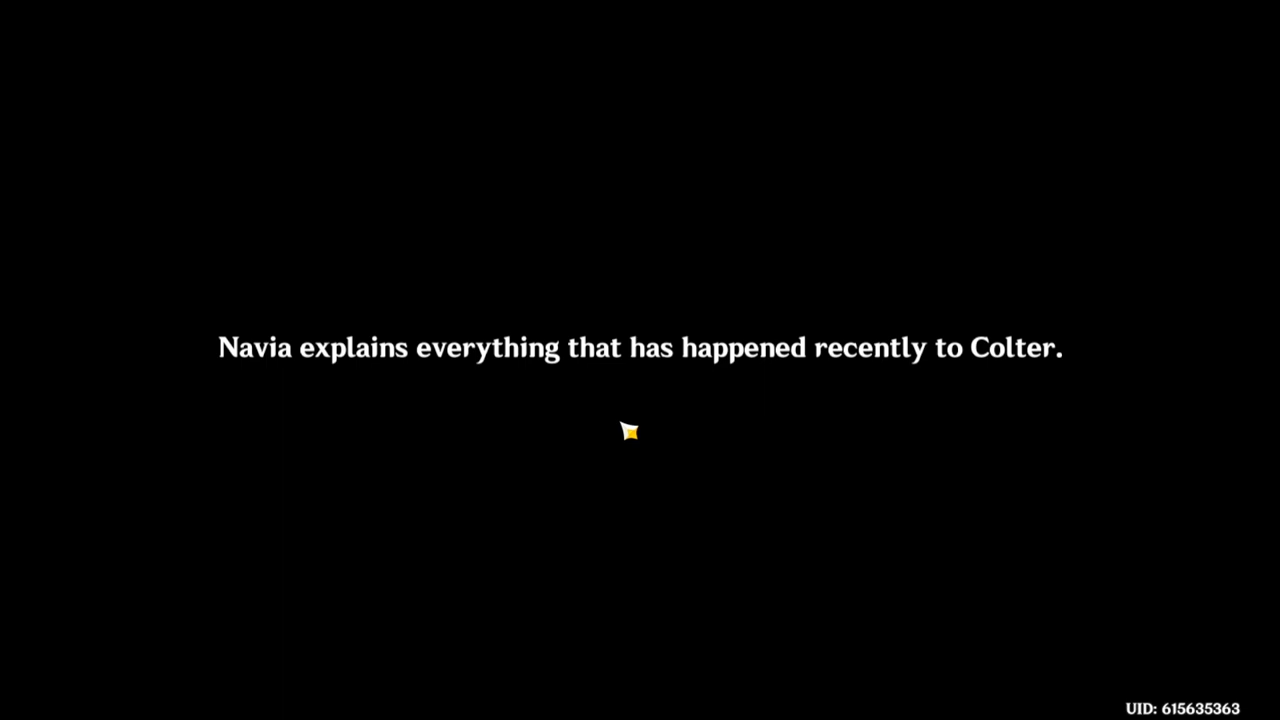 Navia explains everything that has happened recently to Colter.
UID: 615635363